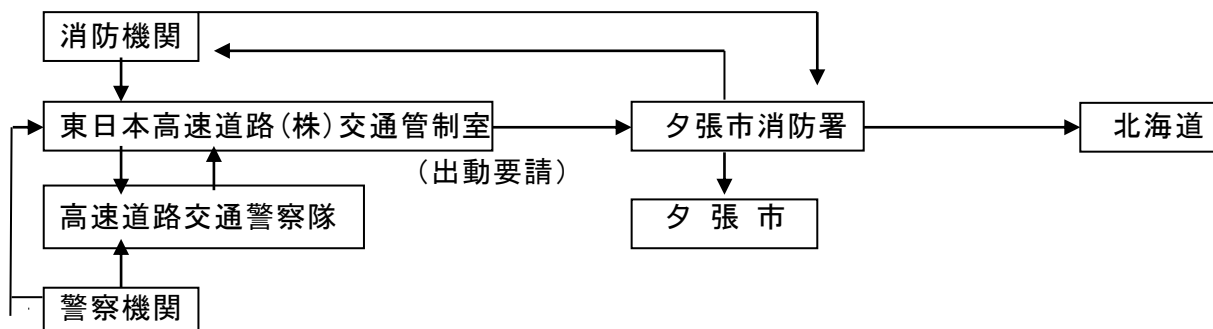 消防機関
東日本高速道路(株)交通管制室
夕張市消防署
北海道
(出動要請)
高速道路交通警察隊
夕張市
警察機関